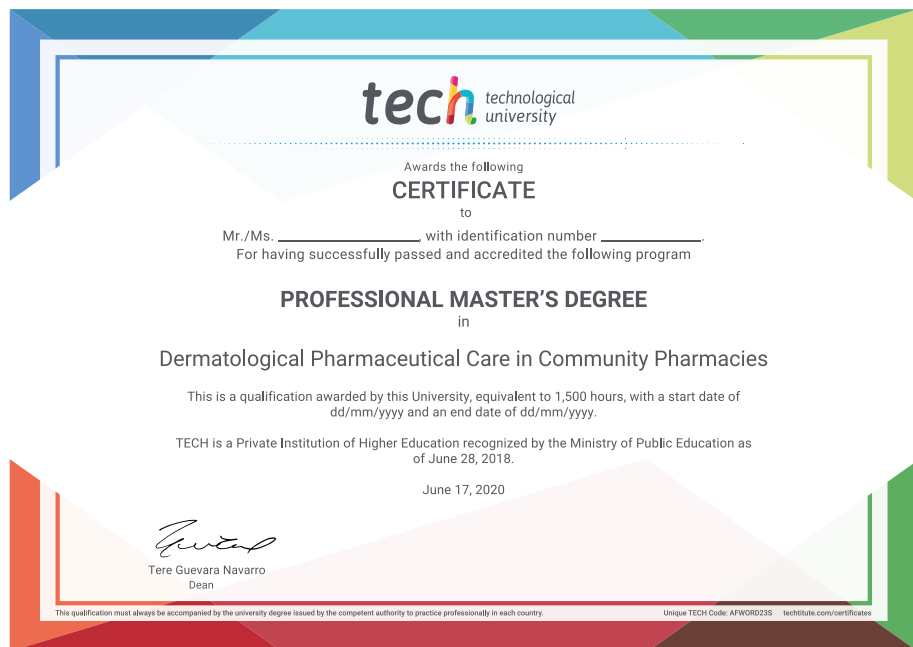 tech technological
university
Awards the following
CERTIFICATE
to
Mr./Ms. ____________________, with identification number ______________.
For having successfully passed and accredited the following program
PROFESSIONAL MASTER'S DEGREE
in
Dermatological Pharmaceutical Care in Community Pharmacies
This is a qualification awarded by this University, equivalent to 1,500 hours, with a start date of
dd/mm/yyyy and an end date of dd/mm/yyyy.
TECH is a Private Institution of Higher Education recognized by the Ministry of Public Education as
of June 28, 2018.
June 17, 2020
Tere Guevara Navarro
Dean
This qualification must always be accompanied by the university degree issued by the competent authority to practice professionally in each country. Unique TECH Code: AFWORD23S techtitute.com/certificates